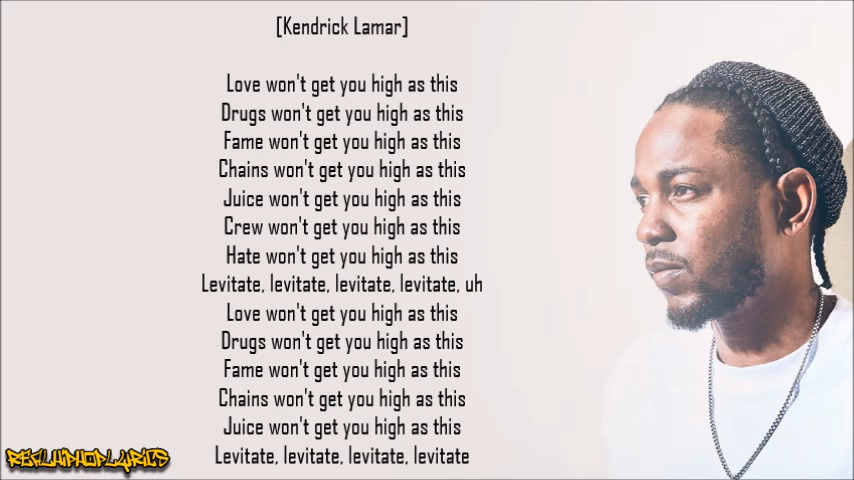 [Kendrick Lamar]
Love won't get you high as this
Drugs won't get you high as this
Fame won't get you high as this
Chains won't get you high as this
Juice won't get you high as this
Crew won't get you high as this
Hate won't get you high as this
Levitate, levitate, levitate, levitate, uh
Love won't get you high as this
Drugs won't get you high as this
Fame won't get you high as this
Chains won't get you high as this
Juice won't get you high as this
Levitate, levitate, levitate, levitate
REALHIPHOPLYRICS